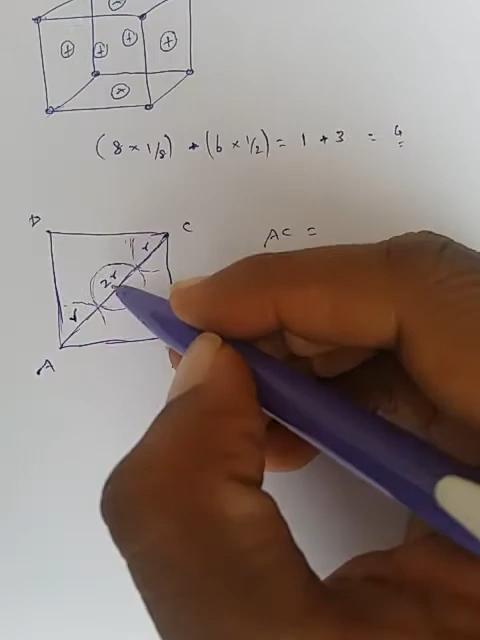 (8 × 1/8) + (6 × 1/2) = 1 + 3 = 4
D
C
AC =
r
2r
r
A